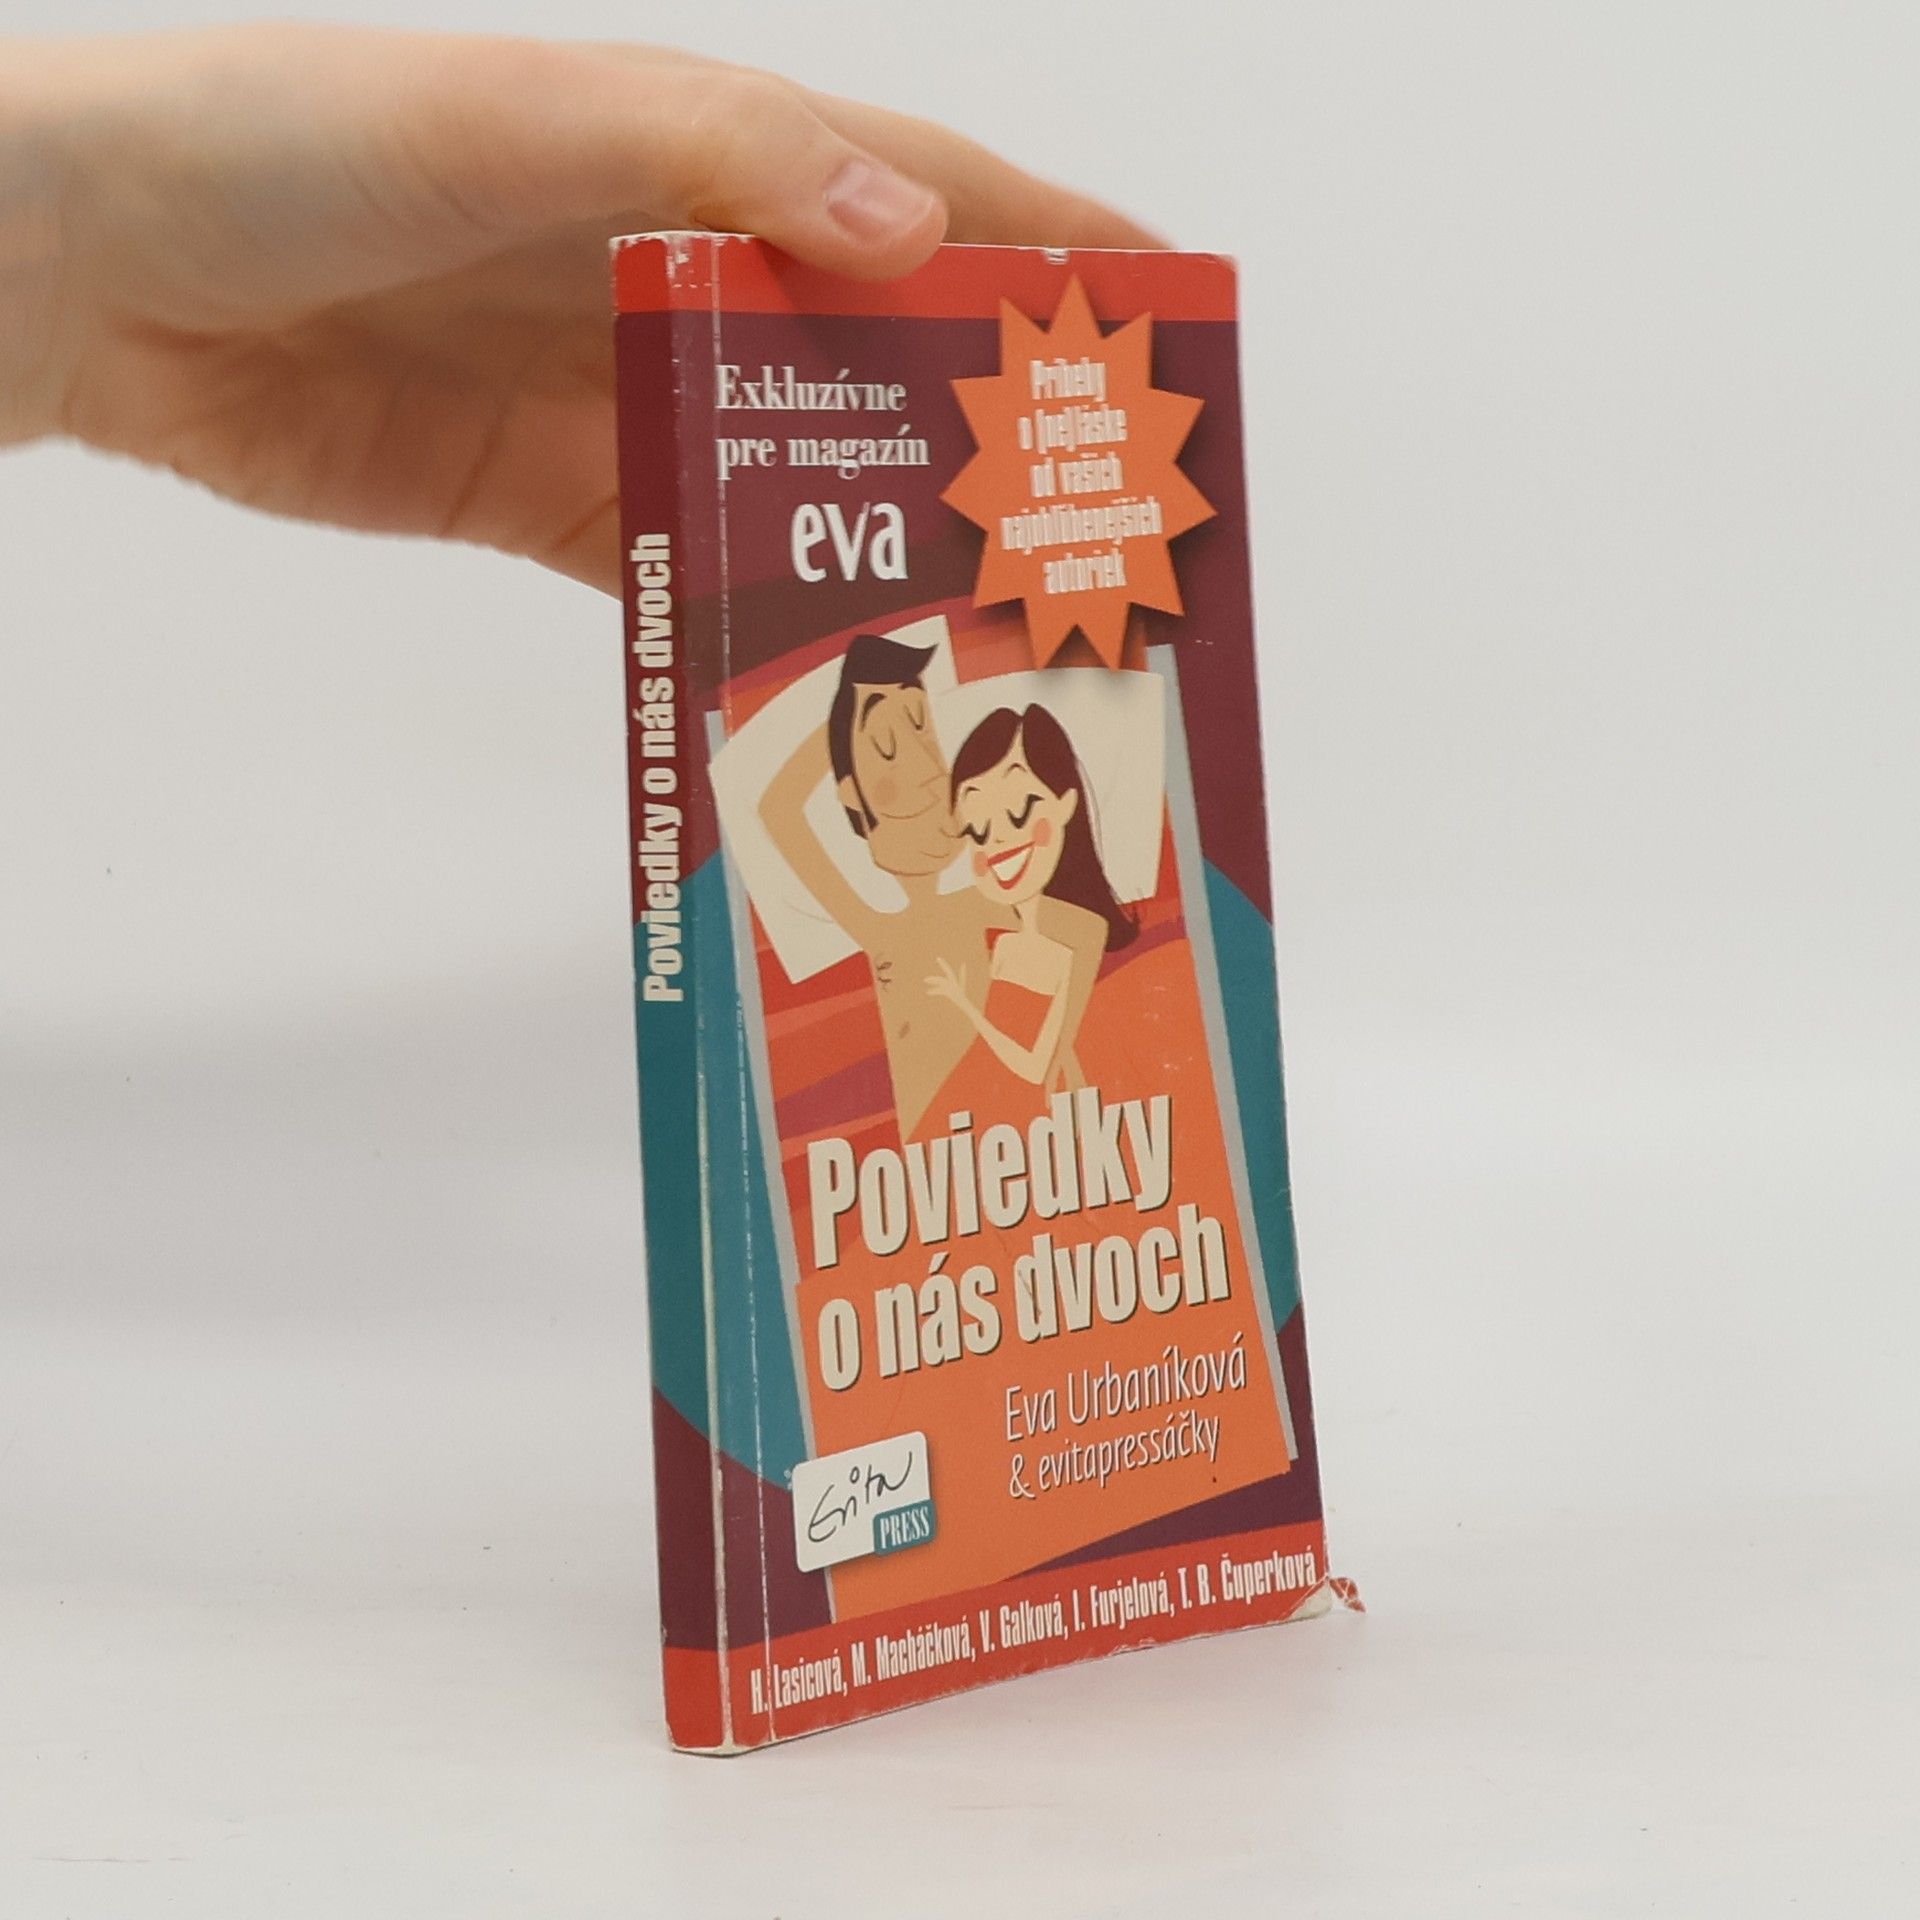 Poviedky o nás dvoch
Exkluzívne
pre magazín
eva
Príbehy
o (ne)láske
od vašich
najobľúbenejších
autoriek
Poviedky
o nás dvoch
Eva Urbaníková
& evitapressáčky
Evita
PRESS
H. Lasicová, M. Macháčková, V. Galková, I. Furjelová, T. B. Čuperková